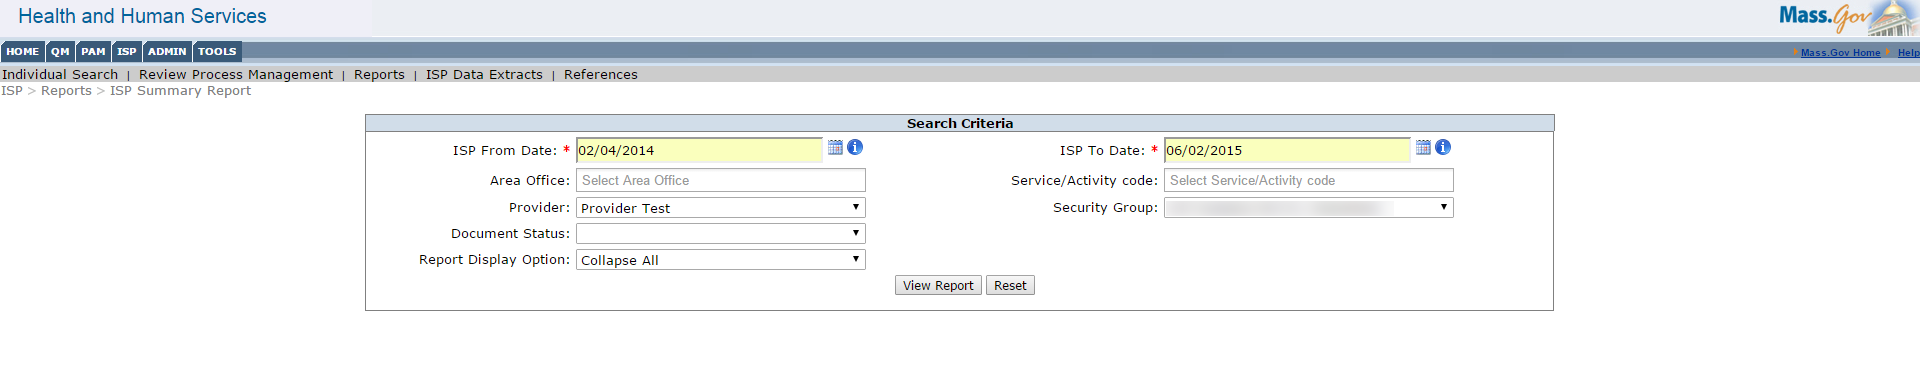 Health and Human Services
Mass.Gov
HOME QM PAM ISP ADMIN TOOLS
Mass.Gov Home Help
Individual Search | Review Process Management | Reports | ISP Data Extracts | References
ISP > Reports > ISP Summary Report
Search Criteria
ISP From Date: * 02/04/2014 ISP To Date: * 06/02/2015
Area Office: Select Area Office Service/Activity code: Select Service/Activity code
Provider: Provider Test Security Group:
Document Status:
Report Display Option: Collapse All
View Report Reset